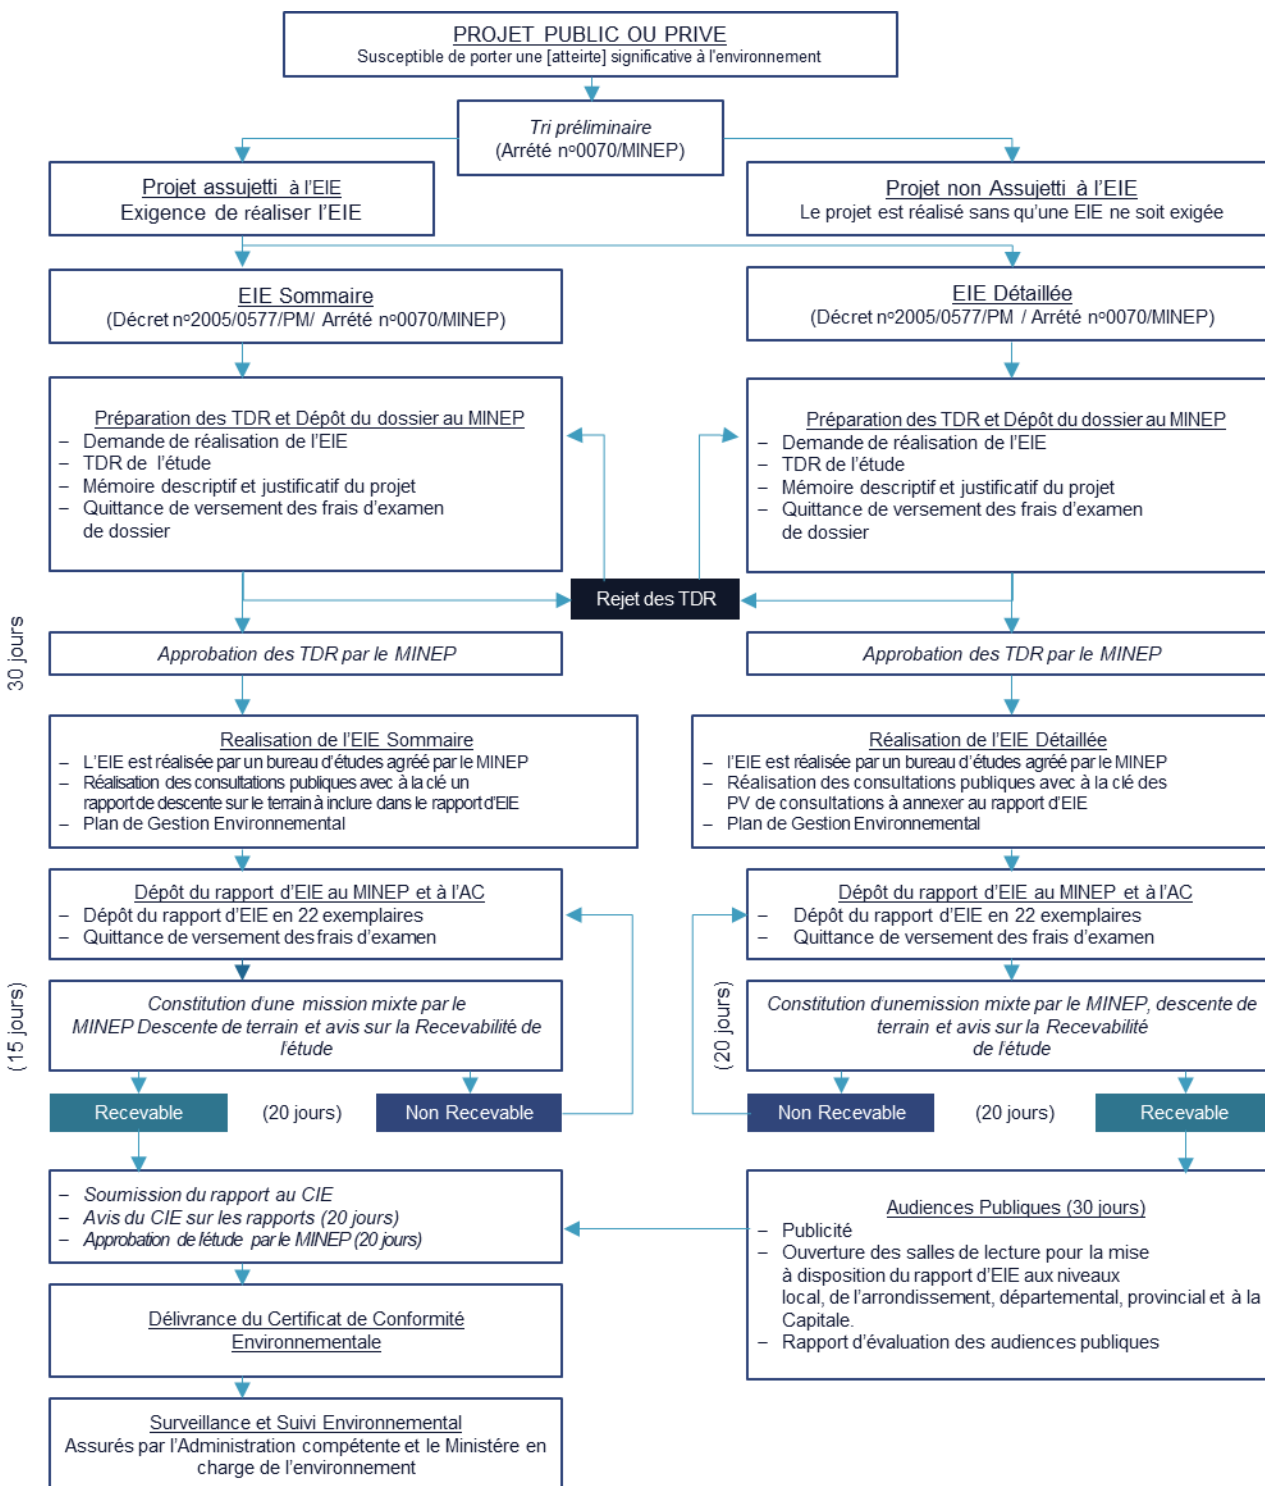 PROJET PUBLIC OU PRIVE
Susceptible de porter une [atteirte] significative à l'environnement
Tri préliminaire
(Arrété nº0070/MINEP)
Projet assujetti à l'EIE
Exigence de réaliser l'EIE
Projet non Assujetti à l'EIE
Le projet est réalisé sans qu'une EIE ne soit exigée
EIE Sommaire
(Décret nº2005/0577/PM/ Arrété nº0070/MINEP)
EIE Détaillée
(Décret nº2005/0577/PM / Arrété nº0070/MINEP)
Préparation des TDR et Dépôt du dossier au MINEP
– Demande de réalisation de l'EIE
– TDR de l'étude
– Mémoire descriptif et justificatif du projet
– Quittance de versement des frais d'examen
de dossier
Préparation des TDR et Dépôt du dossier au MINEP
– Demande de réalisation de l'EIE
– TDR de l'étude
– Mémoire descriptif et justificatif du projet
– Quittance de versement des frais d'examen
de dossier
Rejet des TDR
30 jours
Approbation des TDR par le MINEP
Approbation des TDR par le MINEP
Realisation de l'EIE Sommaire
– L'EIE est réalisée par un bureau d'études agréé par le MINEP
– Réalisation des consultations publiques avec à la clé un
rapport de descente sur le terrain à inclure dans le rapport d'EIE
– Plan de Gestion Environnemental
Réalisation de l'EIE Détaillée
– l'EIE est réalisée par un bureau d'études agréé par le MINEP
– Réalisation des consultations publiques avec à la clé des
PV de consultations à annexer au rapport d'EIE
– Plan de Gestion Environnemental
Dépôt du rapport d'EIE au MINEP et à l'AC
– Dépôt du rapport d'EIE en 22 exemplaires
– Quittance de versement des frais d'examen
Dépôt du rapport d'EIE au MINEP et à l'AC
– Dépôt du rapport d'EIE en 22 exemplaires
– Quittance de versement des frais d'examen
(15 jours)
Constitution d'une mission mixte par le
MINEP Descente de terrain et avis sur la Recevabilité de
l'étude
(20 jours)
Constitution d'unemission mixte par le MINEP, descente de
terrain et avis sur la Recevabilité
de l'étude
Recevable
(20 jours)
Non Recevable
Non Recevable
(20 jours)
Recevable
– Soumission du rapport au CIE
– Avis du CIE sur les rapports (20 jours)
– Approbation de l'étude par le MINEP (20 jours)
Audiences Publiques (30 jours)
– Publicité
– Ouverture des salles de lecture pour la mise
à disposition du rapport d'EIE aux niveaux
local, de l'arrondissement, départemental, provincial et à la
Capitale.
– Rapport d'évaluation des audiences publiques
Délivrance du Certificat de Conformité
Environnementale
Surveillance et Suivi Environnemental
Assurés par l'Administration compétente et le Ministére en
charge de l'environnement